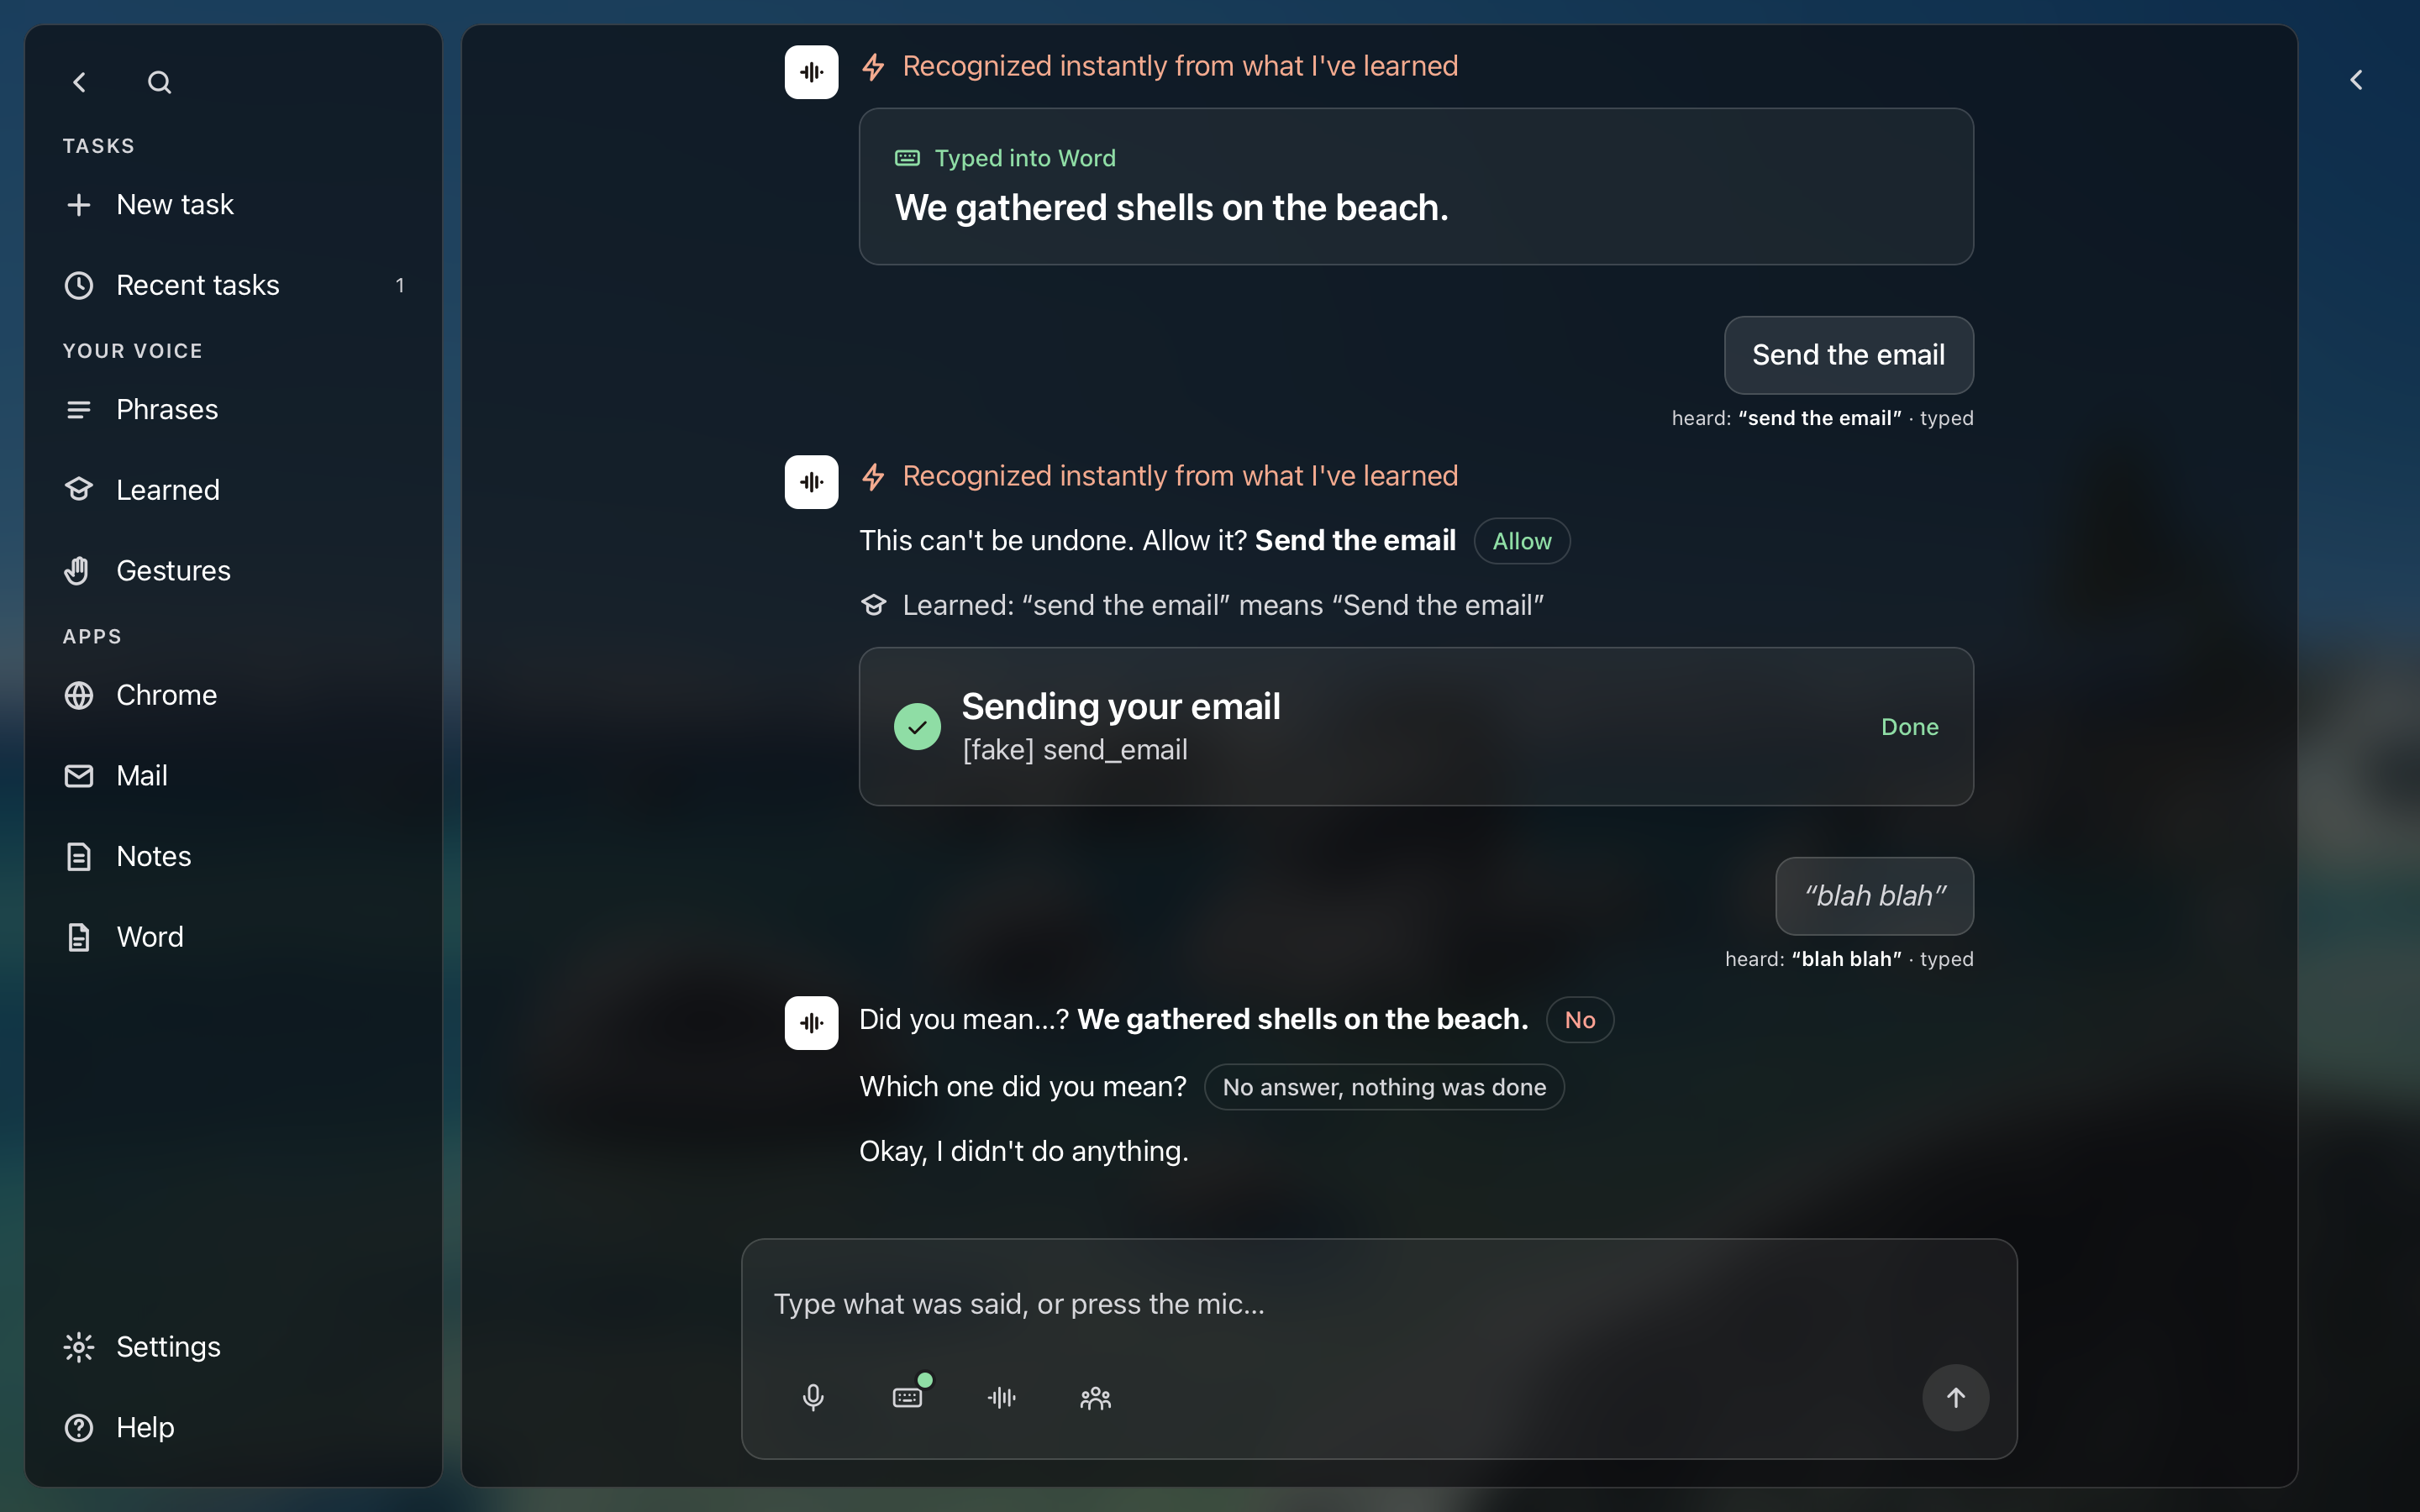 TASKS
New task
Recent tasks 1
YOUR VOICE
Phrases
Learned
Gestures
APPS
Chrome
Mail
Notes
Word
Settings
Help
Recognized instantly from what I've learned
Typed into Word
We gathered shells on the beach.
Send the email
heard: “send the email” · typed
Recognized instantly from what I've learned
This can't be undone. Allow it? Send the email Allow
Learned: “send the email” means “Send the email”
Sending your email
[fake] send_email
Done
“blah blah”
heard: “blah blah” · typed
Did you mean...? We gathered shells on the beach. No
Which one did you mean? No answer, nothing was done
Okay, I didn't do anything.
Type what was said, or press the mic...